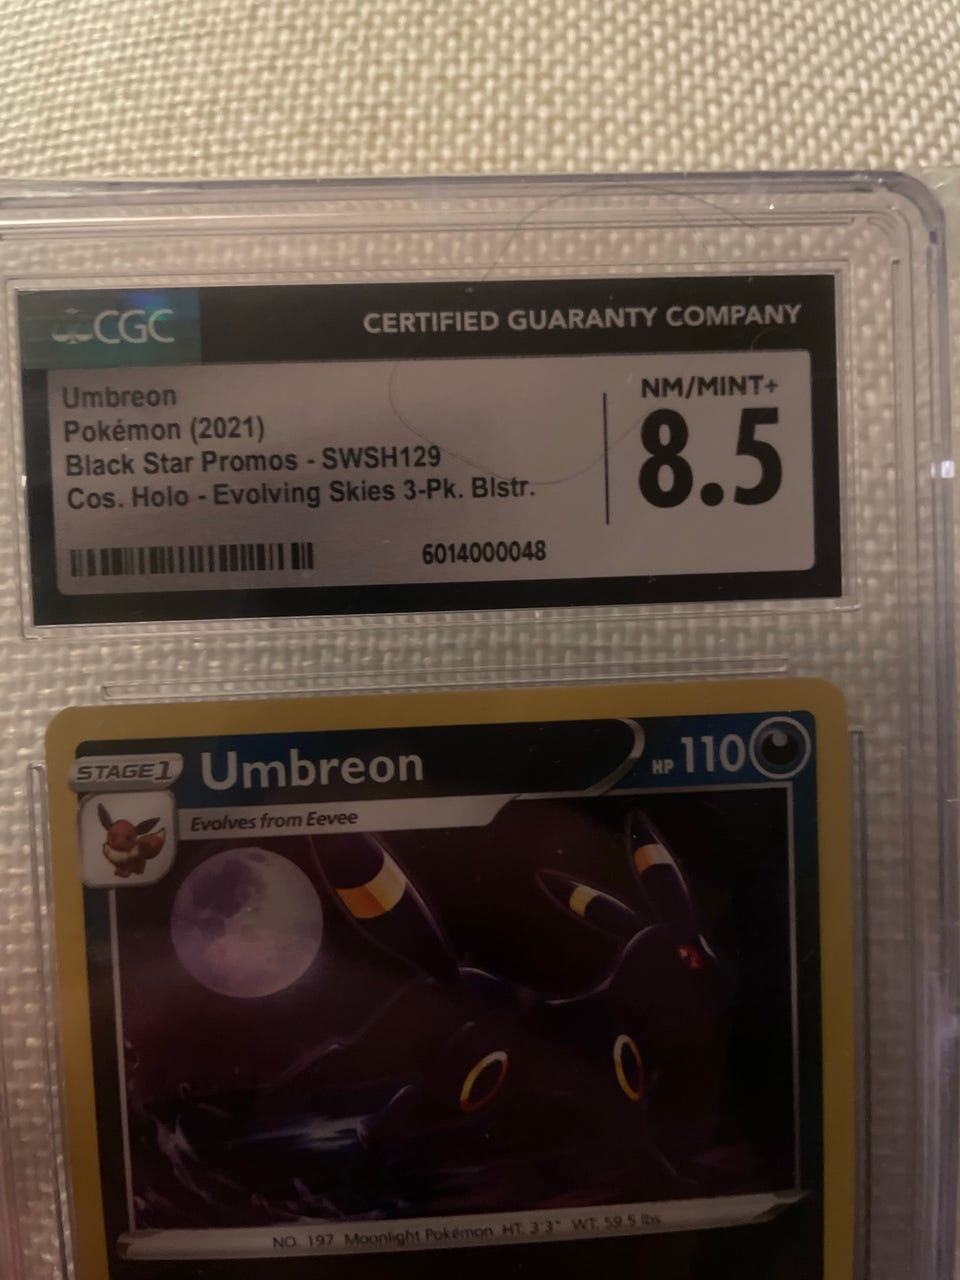 CGC
CERTIFIED GUARANTY COMPANY
Umbreon
Pokémon (2021)
Black Star Promos - SWSH129
Cos. Holo - Evolving Skies 3-Pk. Blstr.
6014000048
NM/MINT+
8.5
STAGE 1
Umbreon
HP 110
Evolves from Eevee
NO. 197 Moonlight Pokémon HT: 3'3" WT: 59.5 lbs